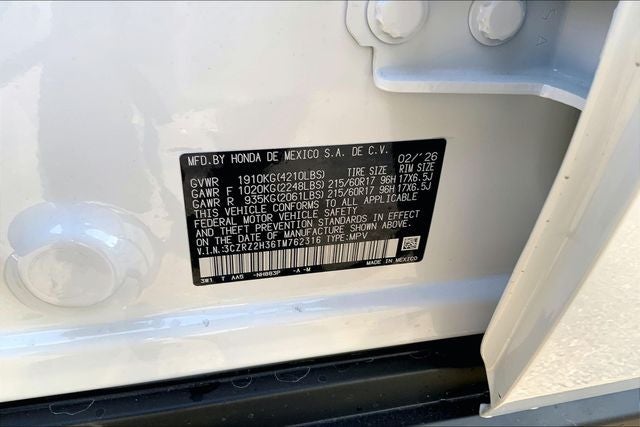 MFD.BY HONDA DE MEXICO S.A. DE C.V. 02/'26
TIRE SIZE RIM SIZE
GVWR 1910KG(4210LBS)
GAWR F 1020KG(2248LBS) 215/60R17 96H 17X6.5J
GAWR R 935KG(2061LBS) 215/60R17 96H 17X6.5J
THIS VEHICLE CONFORMS TO ALL APPLICABLE
FEDERAL MOTOR VEHICLE SAFETY
STANDARDS IN EFFECT ON THE
DATE OF MANUFACTURE SHOWN ABOVE.
V.I.N.:3CZRZ2H36TM762316 TYPE:MPV
MADE IN MEXICO
3W1 T AAS -NH883P -A -M